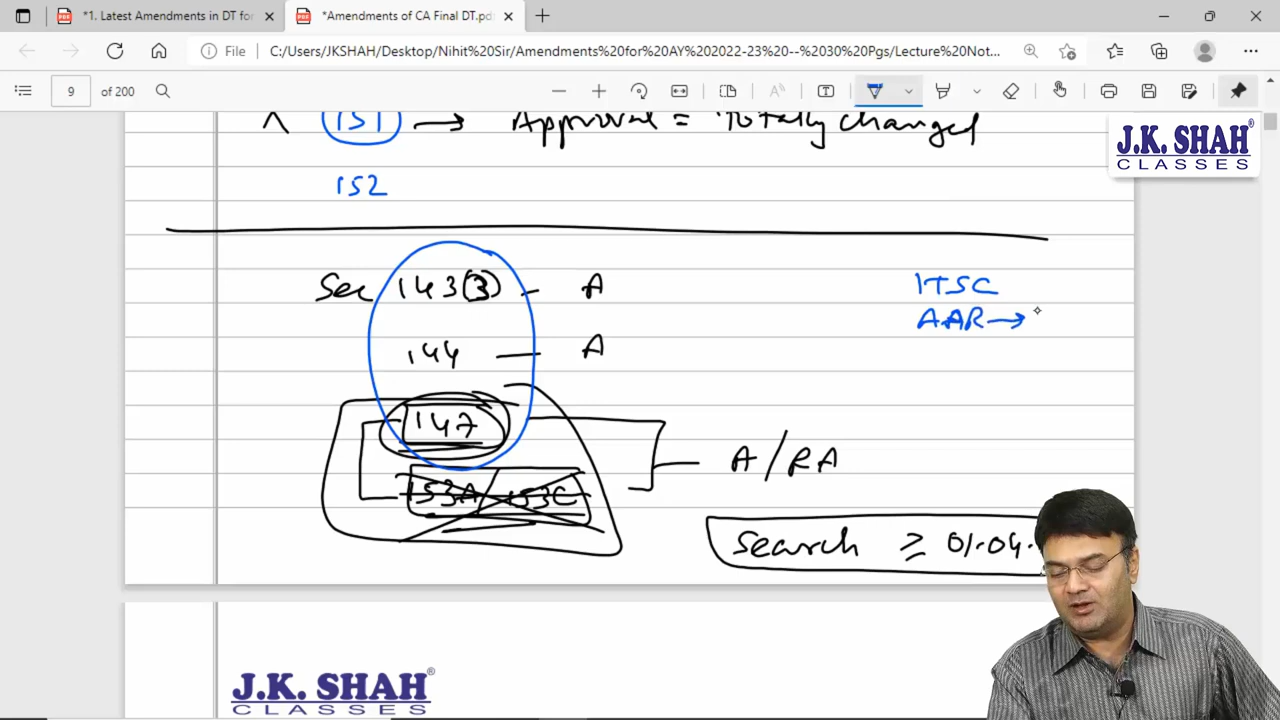 *1. Latest Amendments in DT for
*Amendments of CA Final DT.pd
File
C:/Users/JKSHAH/Desktop/Nihit%20Sir/Amendments%20for%20AY%202022-23%20--%2030%20Pgs/Lecture%20Not...
9 of 200
151 → Approval = totally changed
152
J.K. SHAH®
CLASSES
Sec 143(3) - A
ITSC
AAR →
144 — A
147
A/RA
153A / 153C
Search ≥ 01.04.
J.K. SHAH®
CLASSES